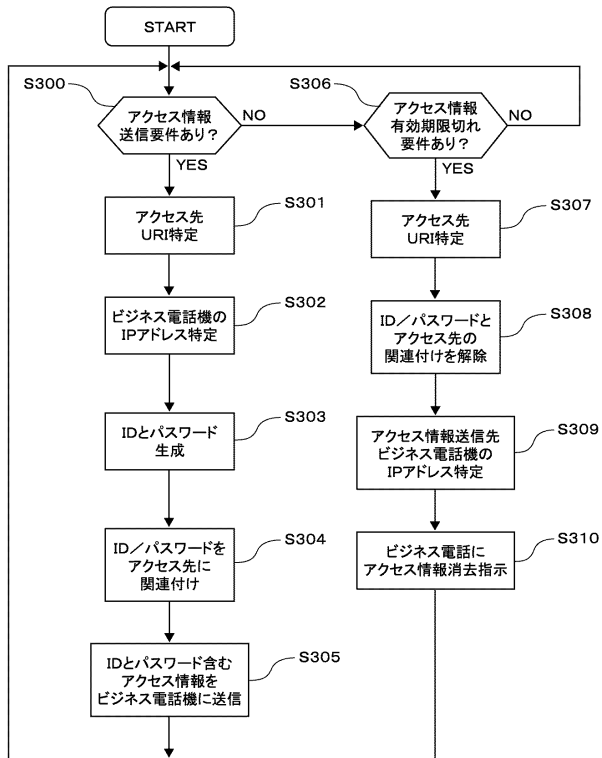 START
S300
アクセス情報
送信要件あり？
NO
YES
S301
アクセス先
URI特定
S302
ビジネス電話機の
IPアドレス特定
S303
IDとパスワード
生成
S304
ID／パスワードを
アクセス先に
関連付け
S305
IDとパスワード含む
アクセス情報を
ビジネス電話機に送信
S306
アクセス情報
有効期限切れ
要件あり？
NO
YES
S307
アクセス先
URI特定
S308
ID／パスワードと
アクセス先の
関連付けを解除
S309
アクセス情報送信先
ビジネス電話機の
IPアドレス特定
S310
ビジネス電話に
アクセス情報消去指示